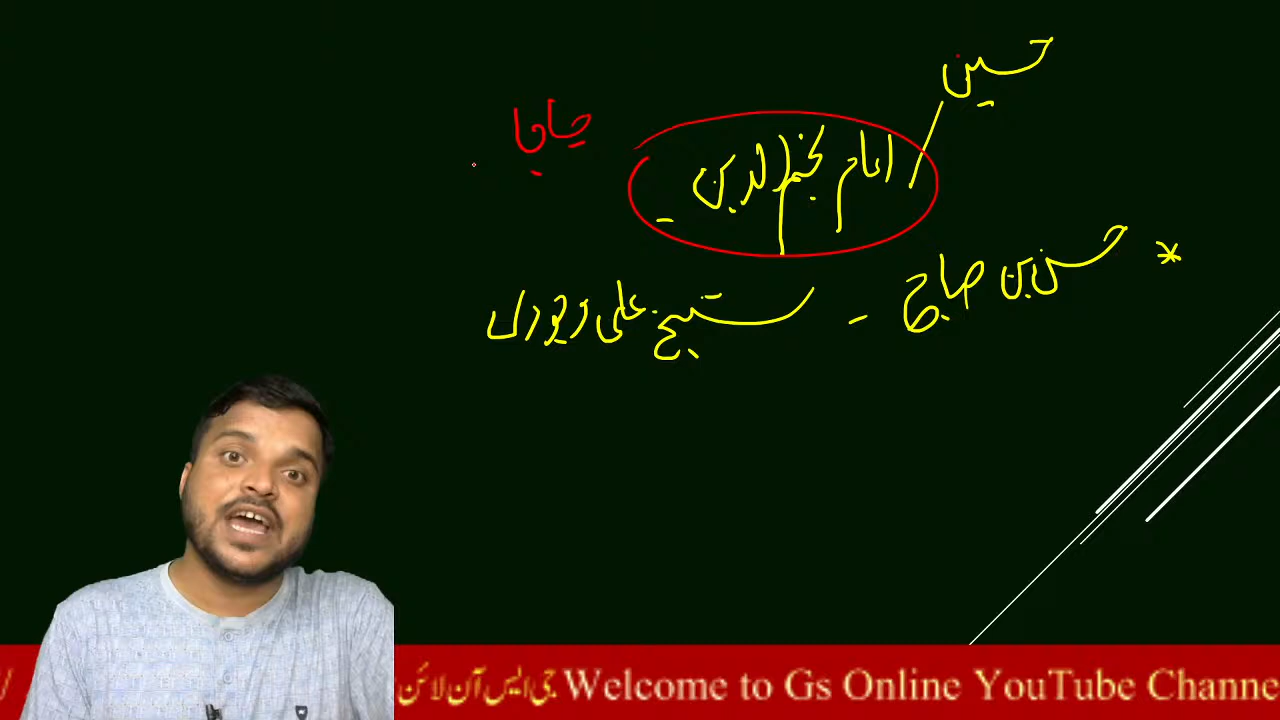 حسین
امام نجم الدین -
چاچا
* حسن بن صباح - شیخ علی وجودی
جی ایس آن لائن Welcome to Gs Online YouTube Channe